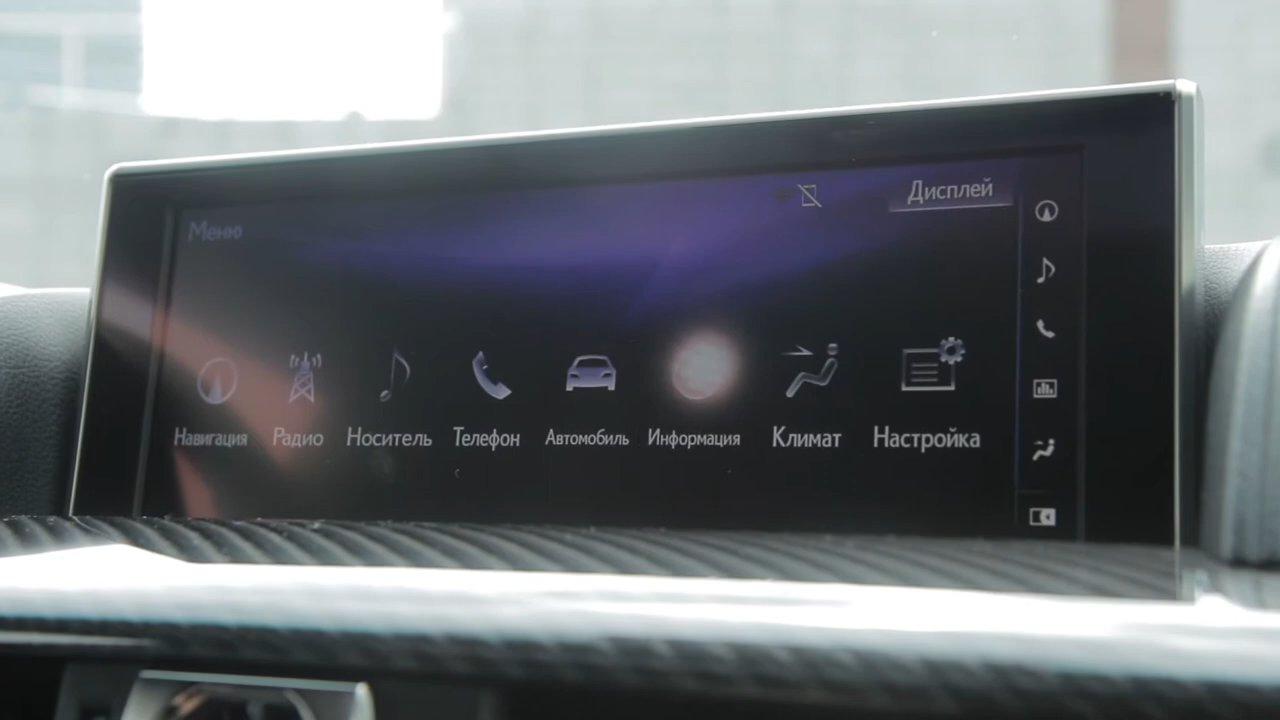 Дисплей
Меню
Навигация Радио Носитель Телефон Автомобиль Информация Климат Настройка